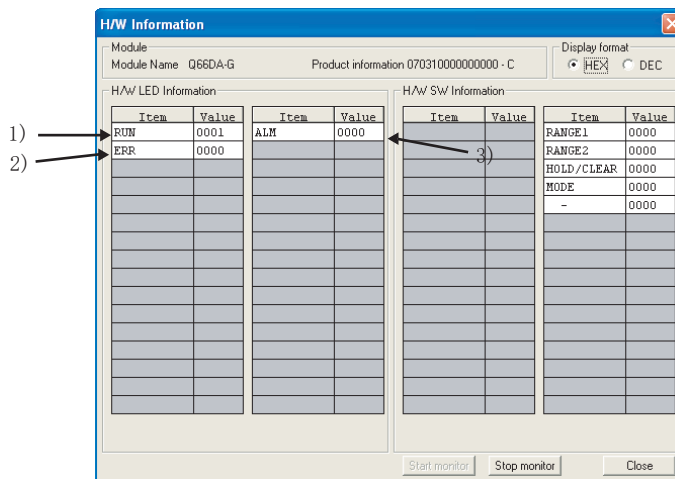 H/W Information
Module
Module Name Q66DA-G Product information 070310000000000 - C
Display format
HEX DEC
H/W LED Information
H/W SW Information
Item Value Item Value Item Value Item Value
1) RUN 0001 ALM 0000 RANGE1 0000
2) ERR 0000 3) RANGE2 0000
HOLD/CLEAR 0000
MODE 0000
- 0000
Start monitor Stop monitor Close